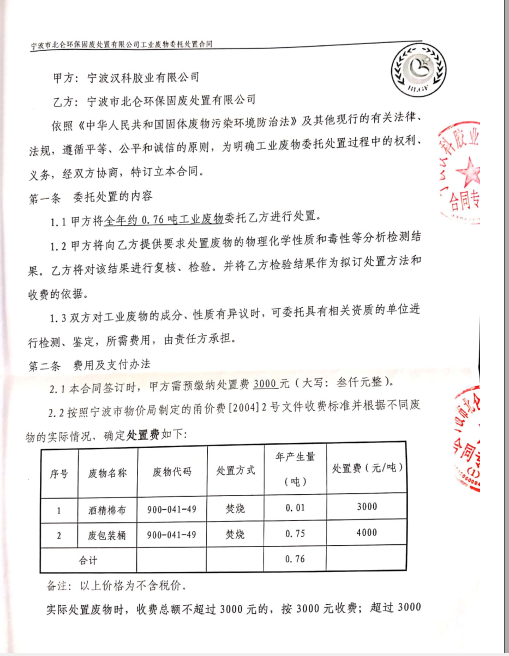 宁波市北仑环保固废处置有限公司工业废物委托处置合同
BLGF
甲方：宁波汉科胶业有限公司
乙方：宁波市北仑环保固废处置有限公司
依照《中华人民共和国固体废物污染环境防治法》及其他现行的有关法律、
法规，遵循平等、公平和诚信的原则，为明确工业废物委托处置过程中的权利、
义务，经双方协商，特订立本合同。
第一条 委托处置的内容
1.1 甲方将全年约 0.76 吨工业废物委托乙方进行处置。
1.2 甲方将向乙方提供要求处置废物的物理化学性质和毒性等分析检测结
果，乙方将对该结果进行复核、检验，并将乙方检验结果作为拟订处置方法和
收费的依据。
1.3 双方对工业废物的成分、性质有异议时，可委托具有相关资质的单位进
行检测、鉴定，所需费用，由责任方承担。
第二条 费用及支付办法
2.1 本合同签订时，甲方需预缴纳处置费 3000 元（大写：叁仟元整）。
2.2 按照宁波市物价局制定的甬价费[2004]2 号文件收费标准并根据不同废
物的实际情况，确定处置费如下：
序号 废物名称 废物代码 处置方式 年产生量（吨） 处置费（元/吨）
1 酒精棉布 900-041-49 焚烧 0.01 3000
2 废包装桶 900-041-49 焚烧 0.75 4000
合计 0.76
备注：以上价格为不含税价。
实际处置废物时，收费总额不超过 3000 元的，按 3000 元收费；超过 3000
科胶业
合同专
合同
(1)